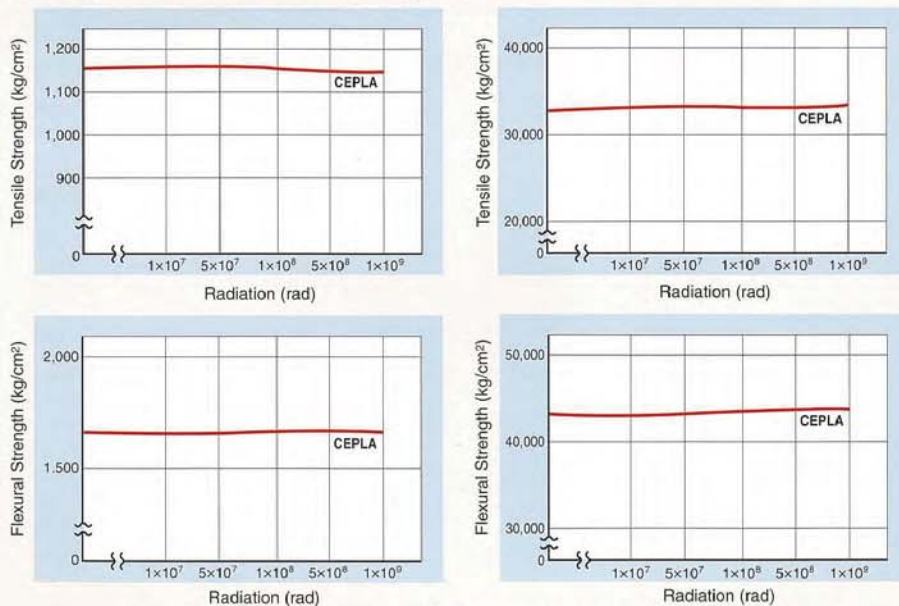 Tensile Strength (kg/cm²)
1,200
1,100
1,000
900
0
CEPLA
1×10⁷ 5×10⁷ 1×10⁸ 5×10⁸ 1×10⁹
Radiation (rad)
Tensile Strength (kg/cm²)
40,000
30,000
20,000
0
CEPLA
1×10⁷ 5×10⁷ 1×10⁸ 5×10⁸ 1×10⁹
Radiation (rad)
Flexural Strength (kg/cm²)
2,000
1.500
0
CEPLA
1×10⁷ 5×10⁷ 1×10⁸ 5×10⁸ 1×10⁹
Radiation (rad)
Flexural Strength (kg/cm²)
50,000
40,000
30,000
0
CEPLA
1×10⁷ 5×10⁷ 1×10⁸ 5×10⁸ 1×10⁹
Radiation (rad)